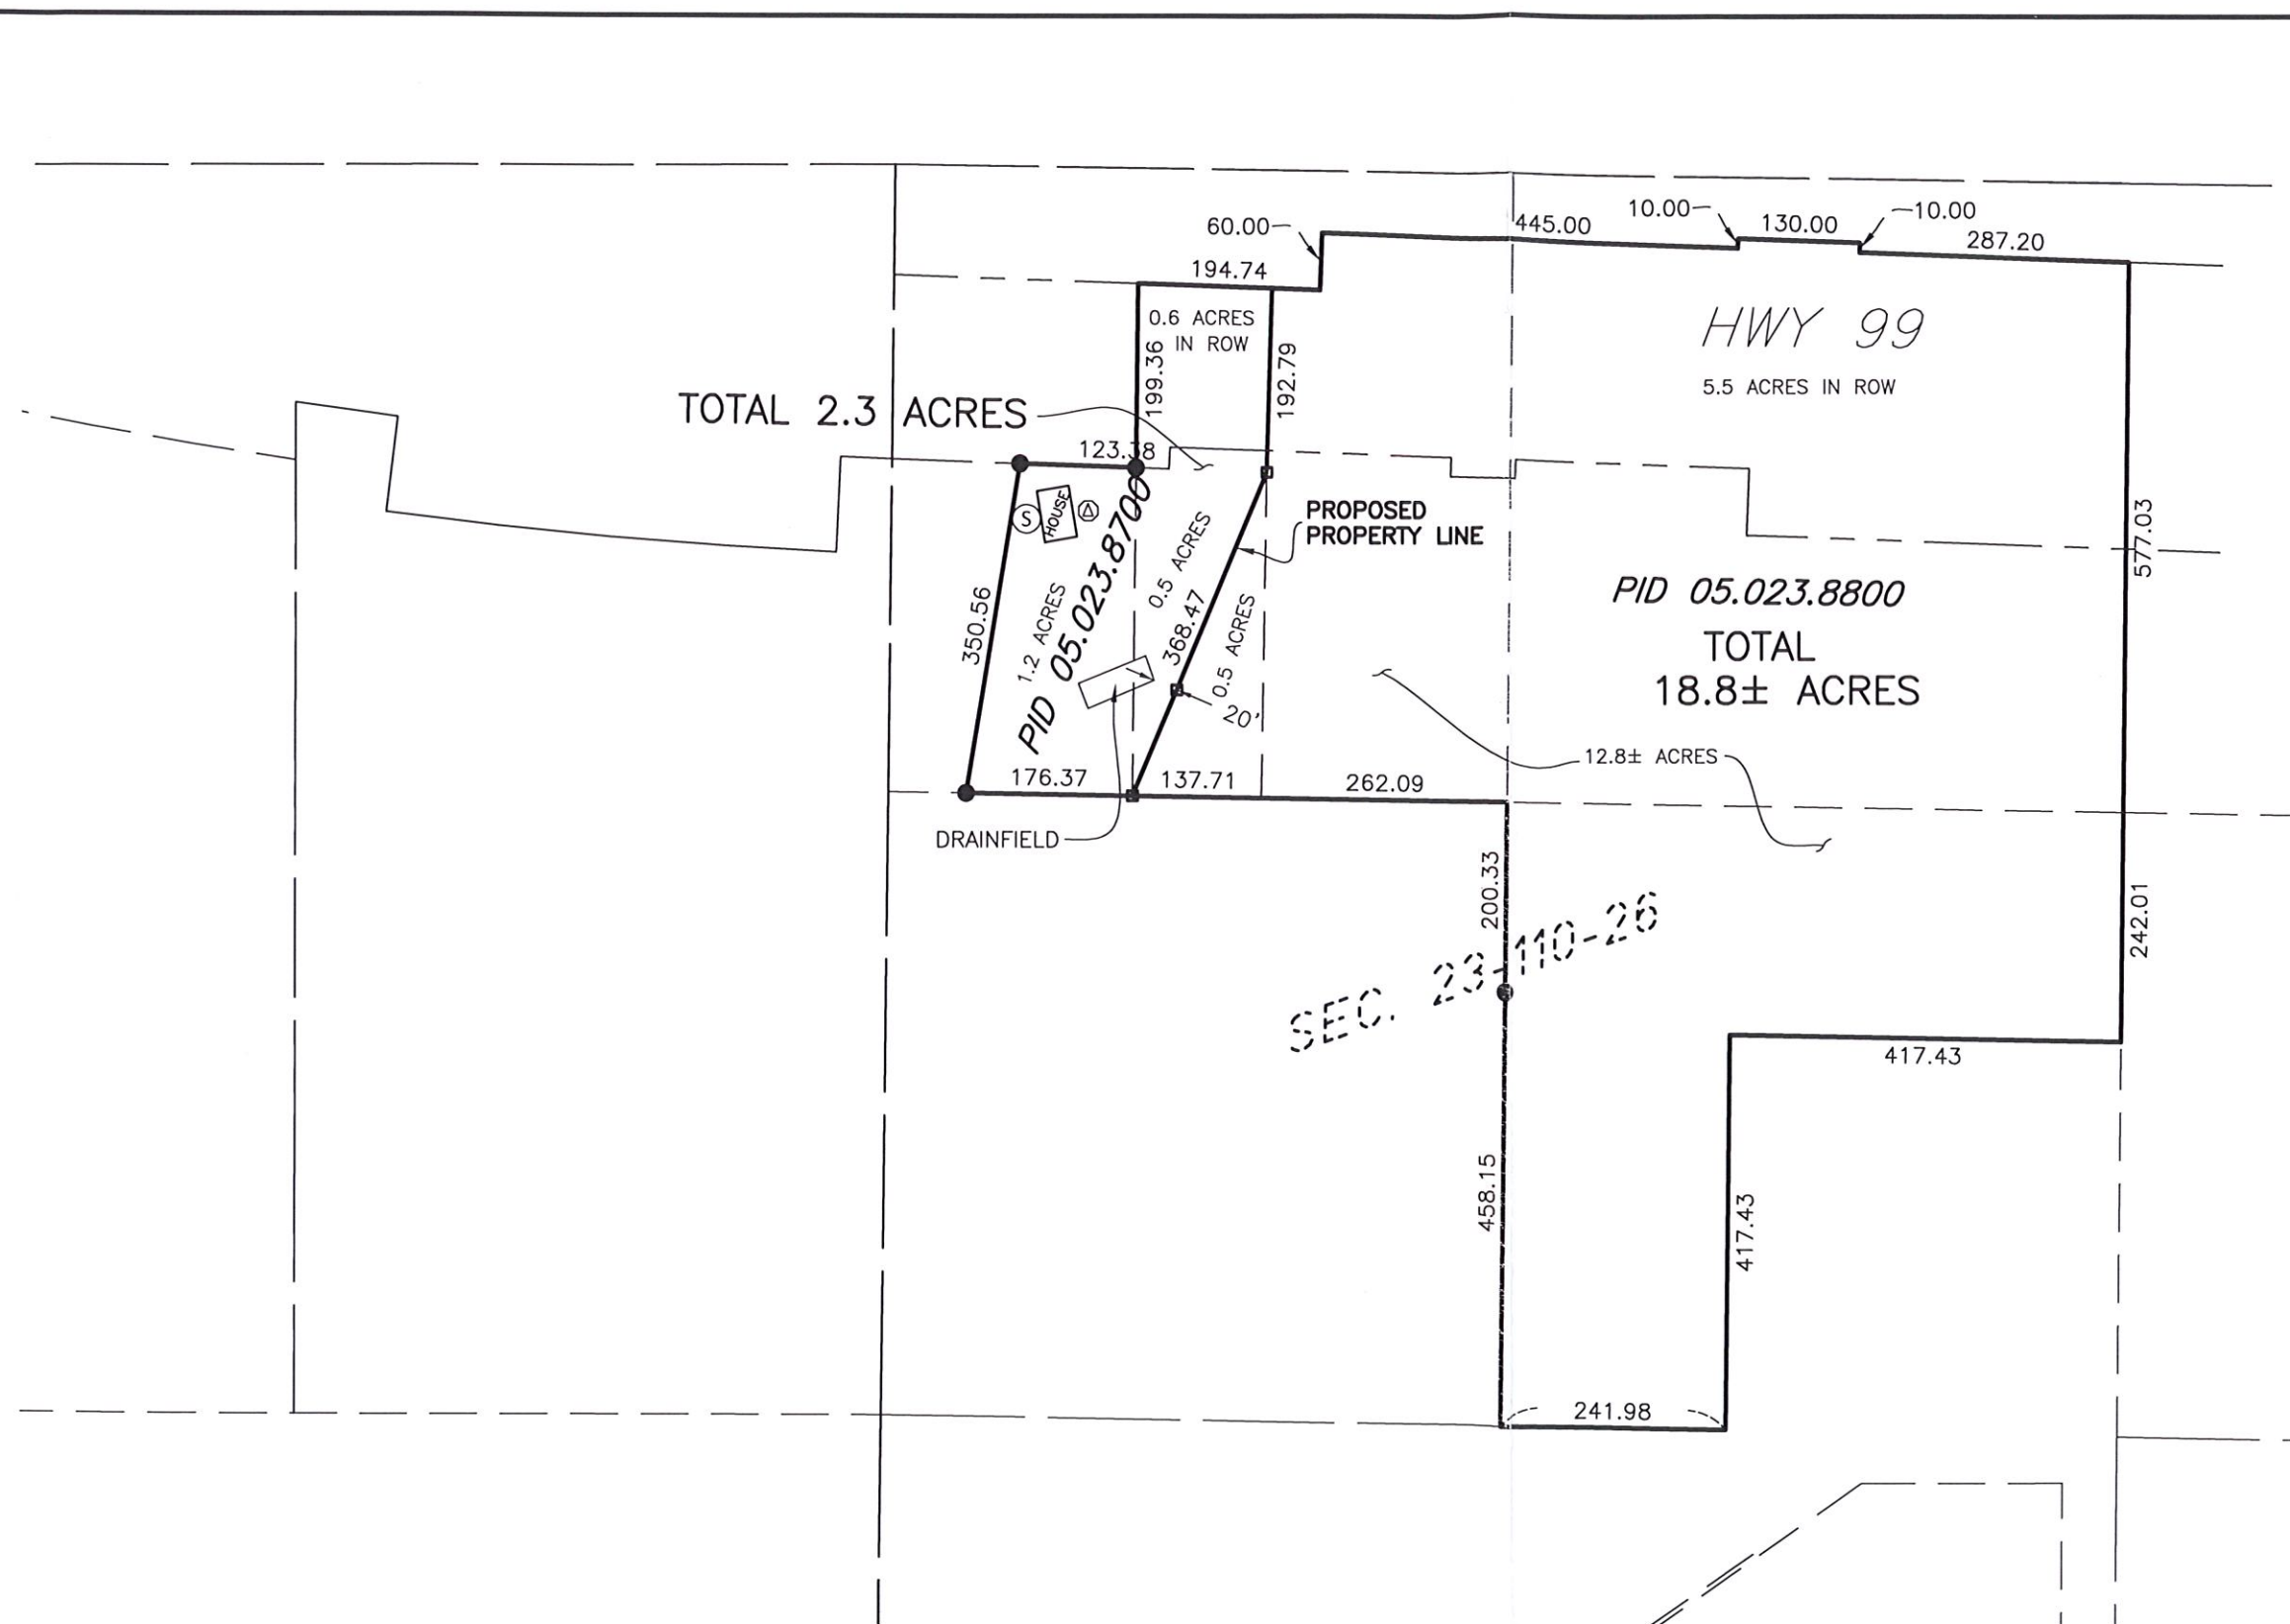 60.00
445.00
10.00
130.00
10.00
287.20
194.74
HWY 99
5.5 ACRES IN ROW
0.6 ACRES
IN ROW
199.36
192.79
TOTAL 2.3 ACRES
123.38
HOUSE
S
PROPOSED
PROPERTY LINE
577.03
350.56
1.2 ACRES
PID 05.023.8700
0.5 ACRES
368.47
0.5 ACRES
20'
PID 05.023.8800
TOTAL
18.8± ACRES
12.8± ACRES
176.37
137.71
262.09
DRAINFIELD
200.33
242.01
SEC. 23-110-26
417.43
458.15
417.43
241.98